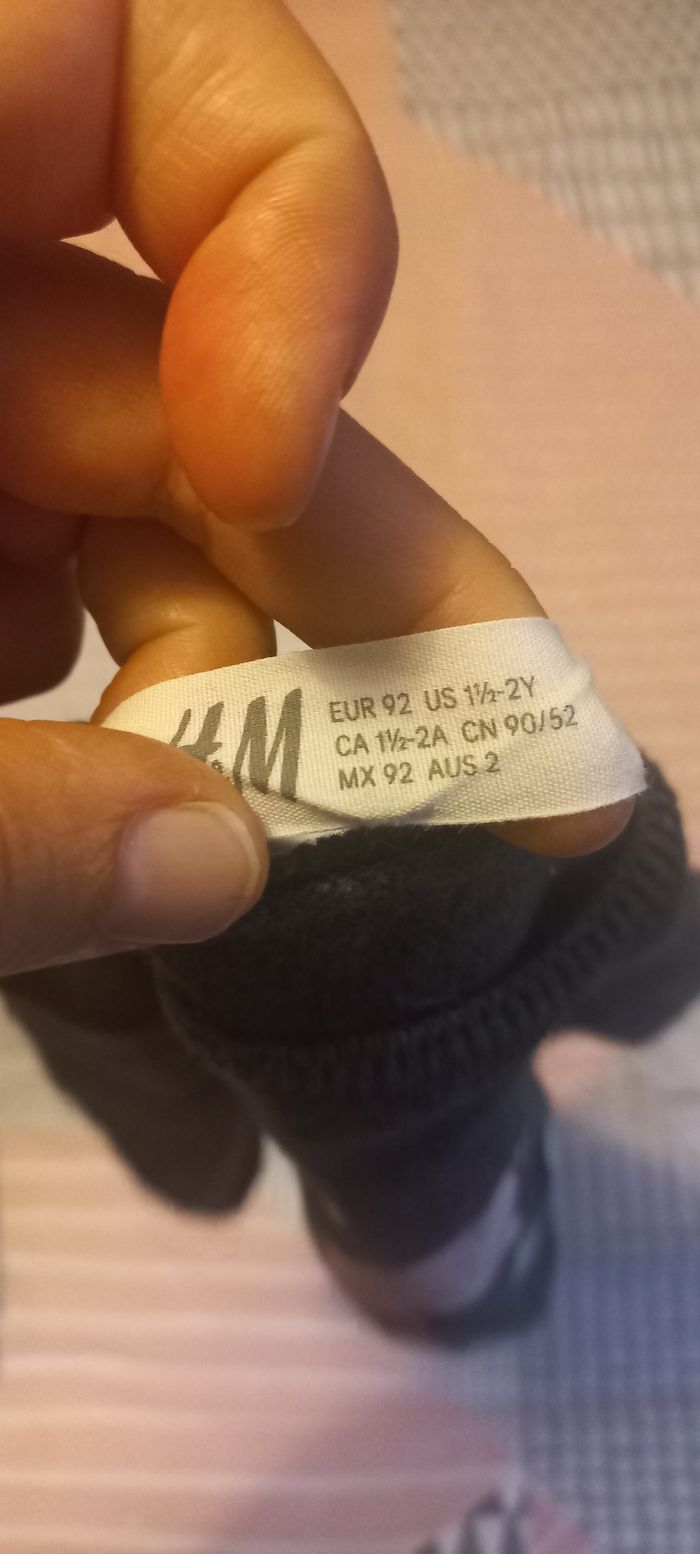 H&M
EUR 92 US 1½-2Y
CA 1½-2A CN 90/52
MX 92 AUS 2